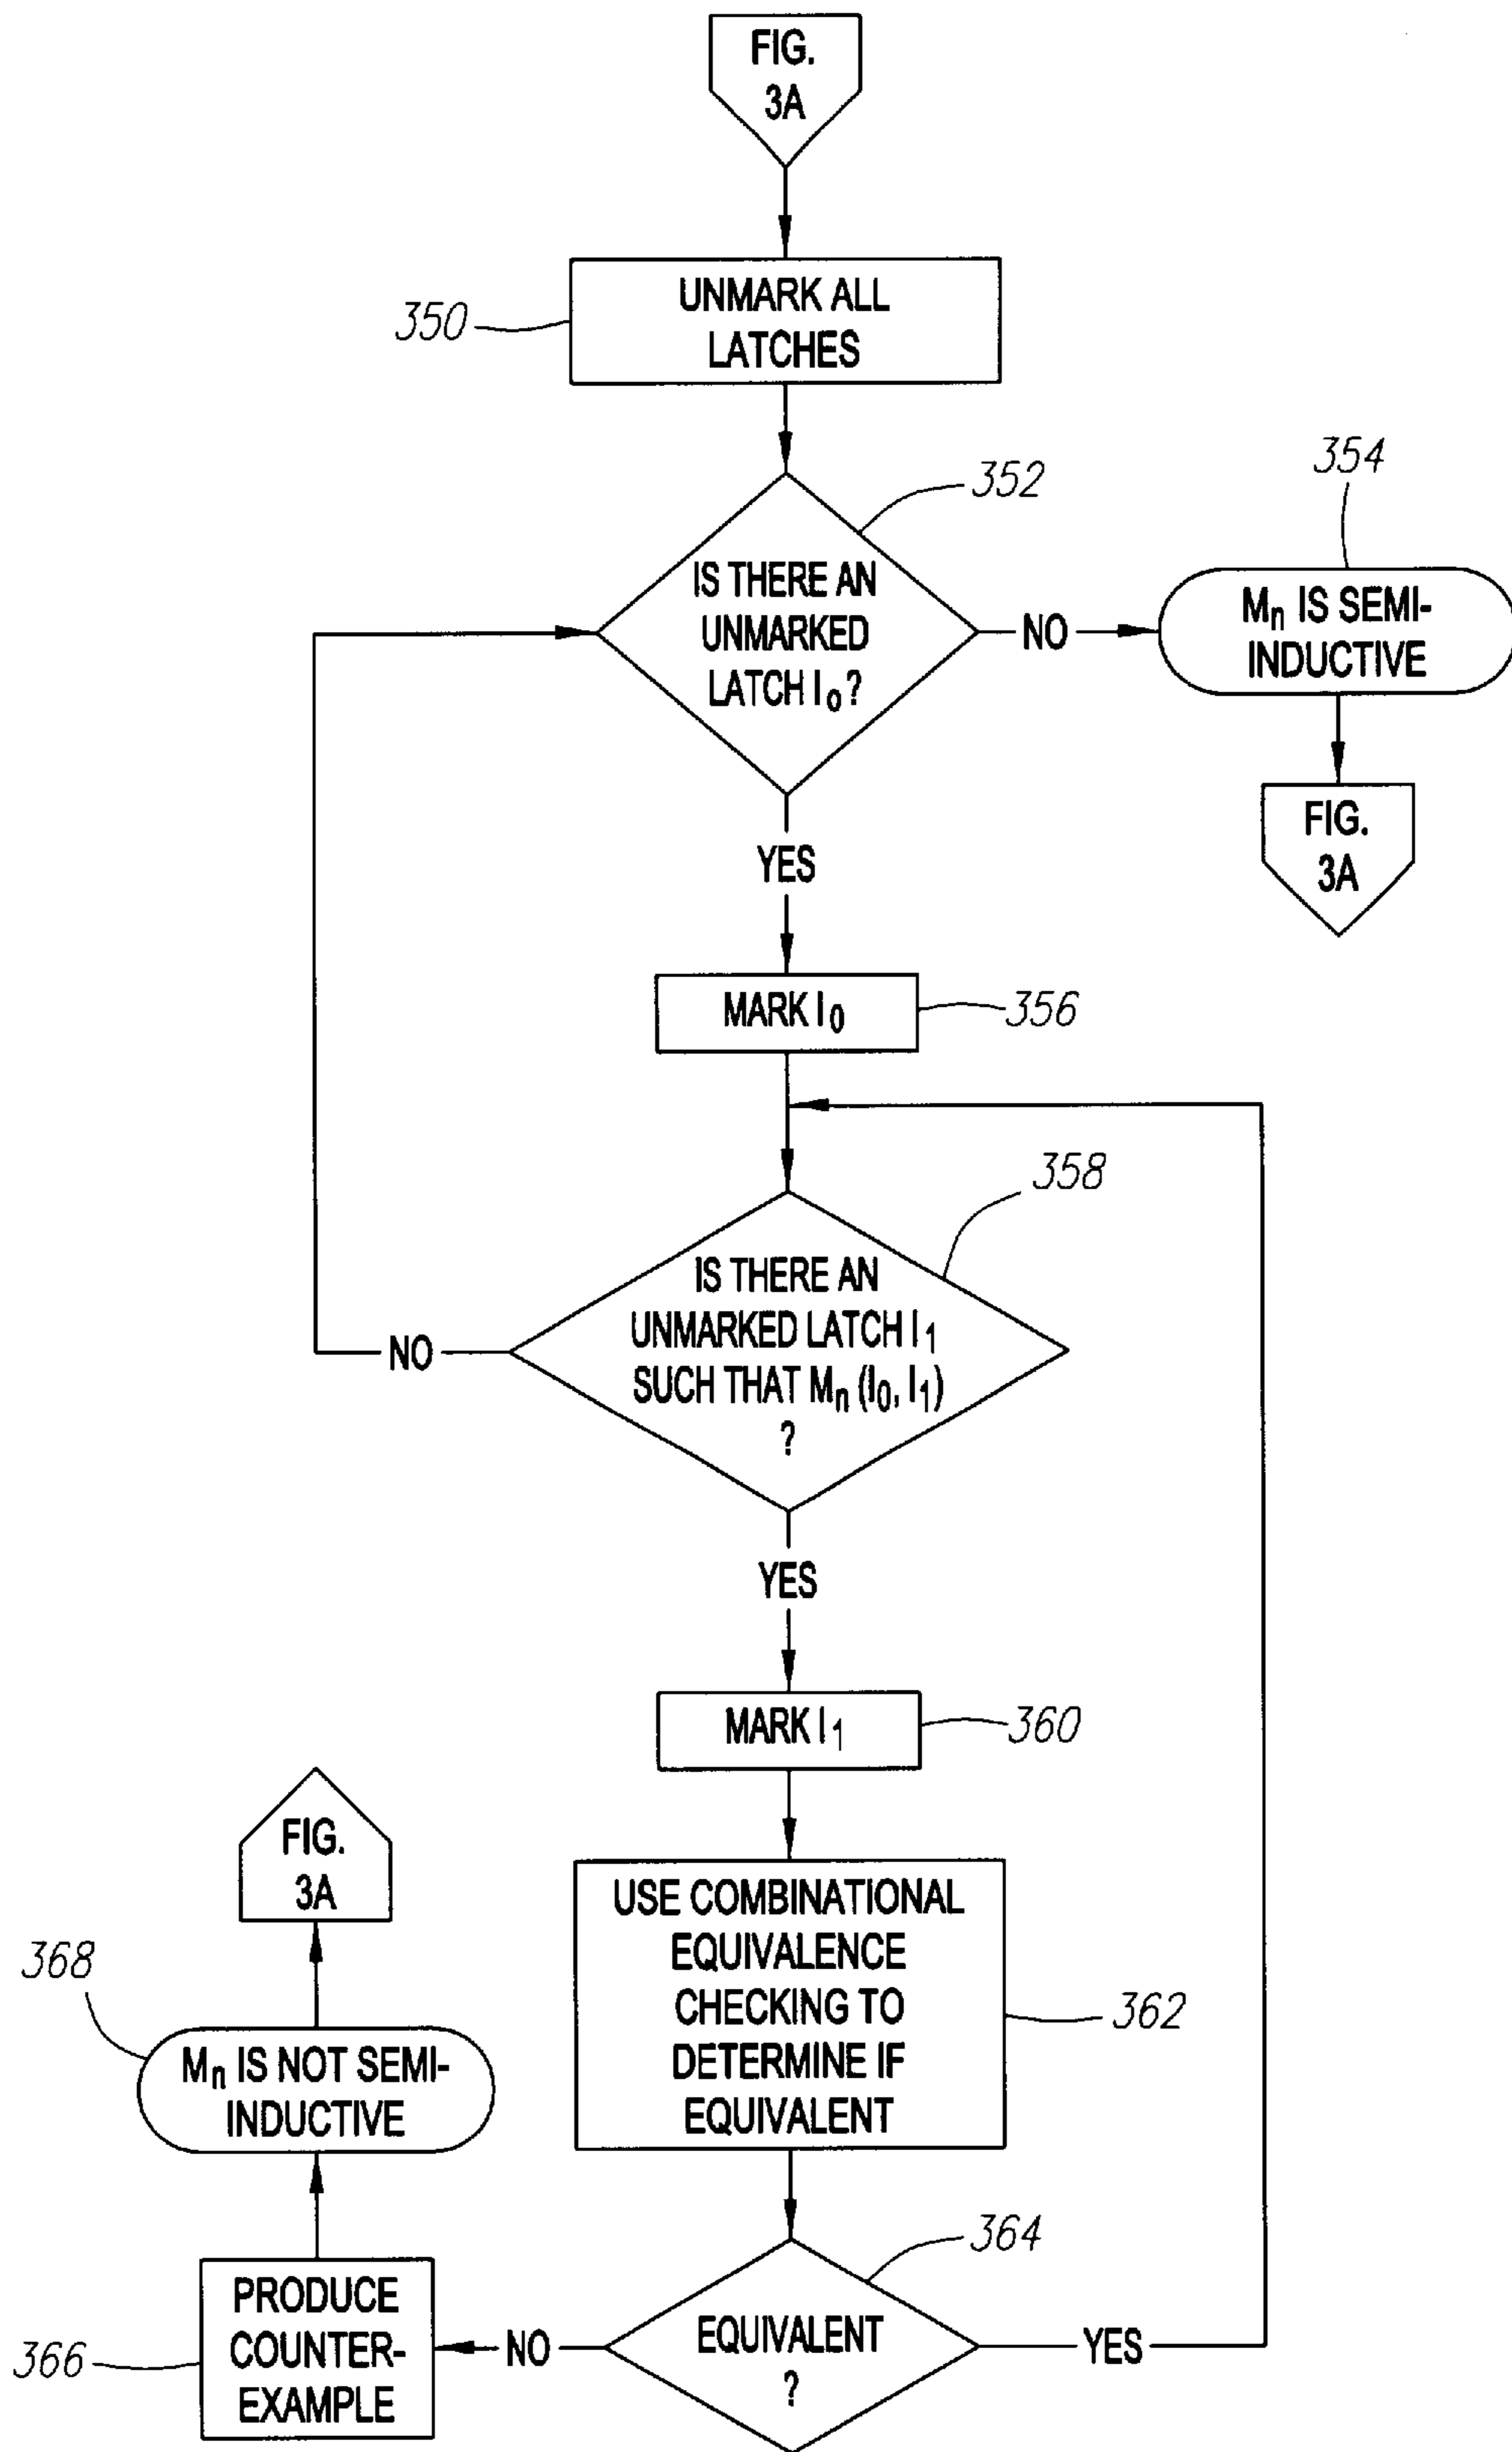 FIG.
3A
350
UNMARK ALL
LATCHES
352
354
IS THERE AN
UNMARKED
LATCH l₀?
NO
Mₙ IS SEMI-
INDUCTIVE
FIG.
3A
YES
MARK l₀
356
358
IS THERE AN
UNMARKED LATCH l₁
SUCH THAT Mₙ (l₀, l₁)
?
NO
YES
MARK l₁
360
FIG.
3A
USE COMBINATIONAL
EQUIVALENCE
CHECKING TO
DETERMINE IF
EQUIVALENT
362
368
Mₙ IS NOT SEMI-
INDUCTIVE
364
PRODUCE
COUNTER-
EXAMPLE
366
NO
EQUIVALENT
?
YES